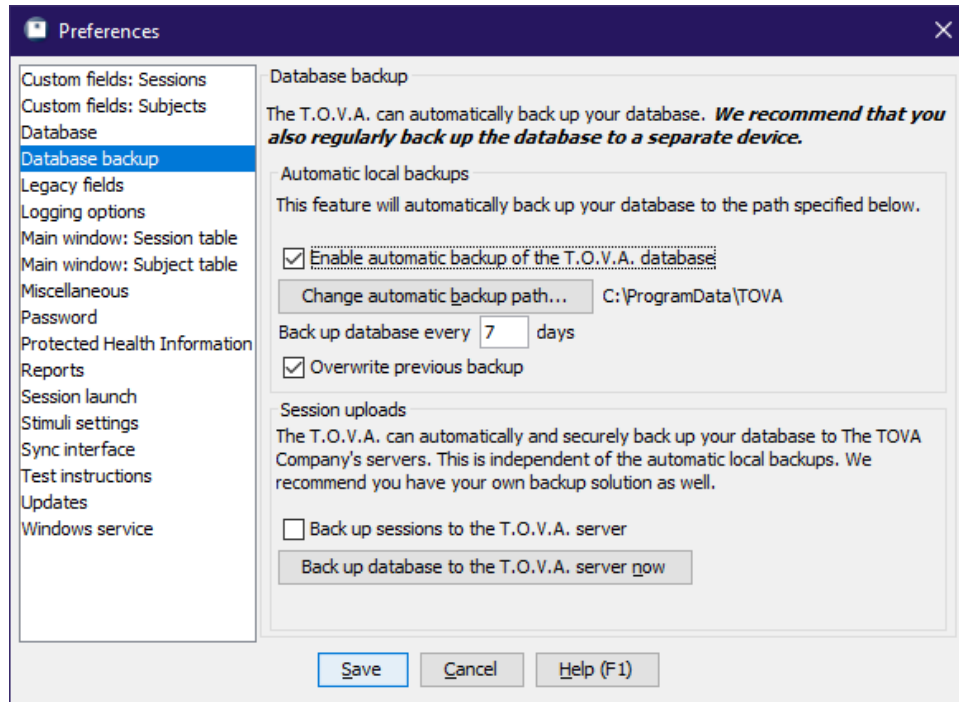 Preferences
Custom fields: Sessions
Custom fields: Subjects
Database
Database backup
Legacy fields
Logging options
Main window: Session table
Main window: Subject table
Miscellaneous
Password
Protected Health Information
Reports
Session launch
Stimuli settings
Sync interface
Test instructions
Updates
Windows service
Database backup
The T.O.V.A. can automatically back up your database. We recommend that you
also regularly back up the database to a separate device.
Automatic local backups
This feature will automatically back up your database to the path specified below.
Enable automatic backup of the T.O.V.A. database
Change automatic backup path... C:\ProgramData\TOVA
Back up database every 7 days
Overwrite previous backup
Session uploads
The T.O.V.A. can automatically and securely back up your database to The TOVA
Company's servers. This is independent of the automatic local backups. We
recommend you have your own backup solution as well.
Back up sessions to the T.O.V.A. server
Back up database to the T.O.V.A. server now
Save Cancel Help (F1)